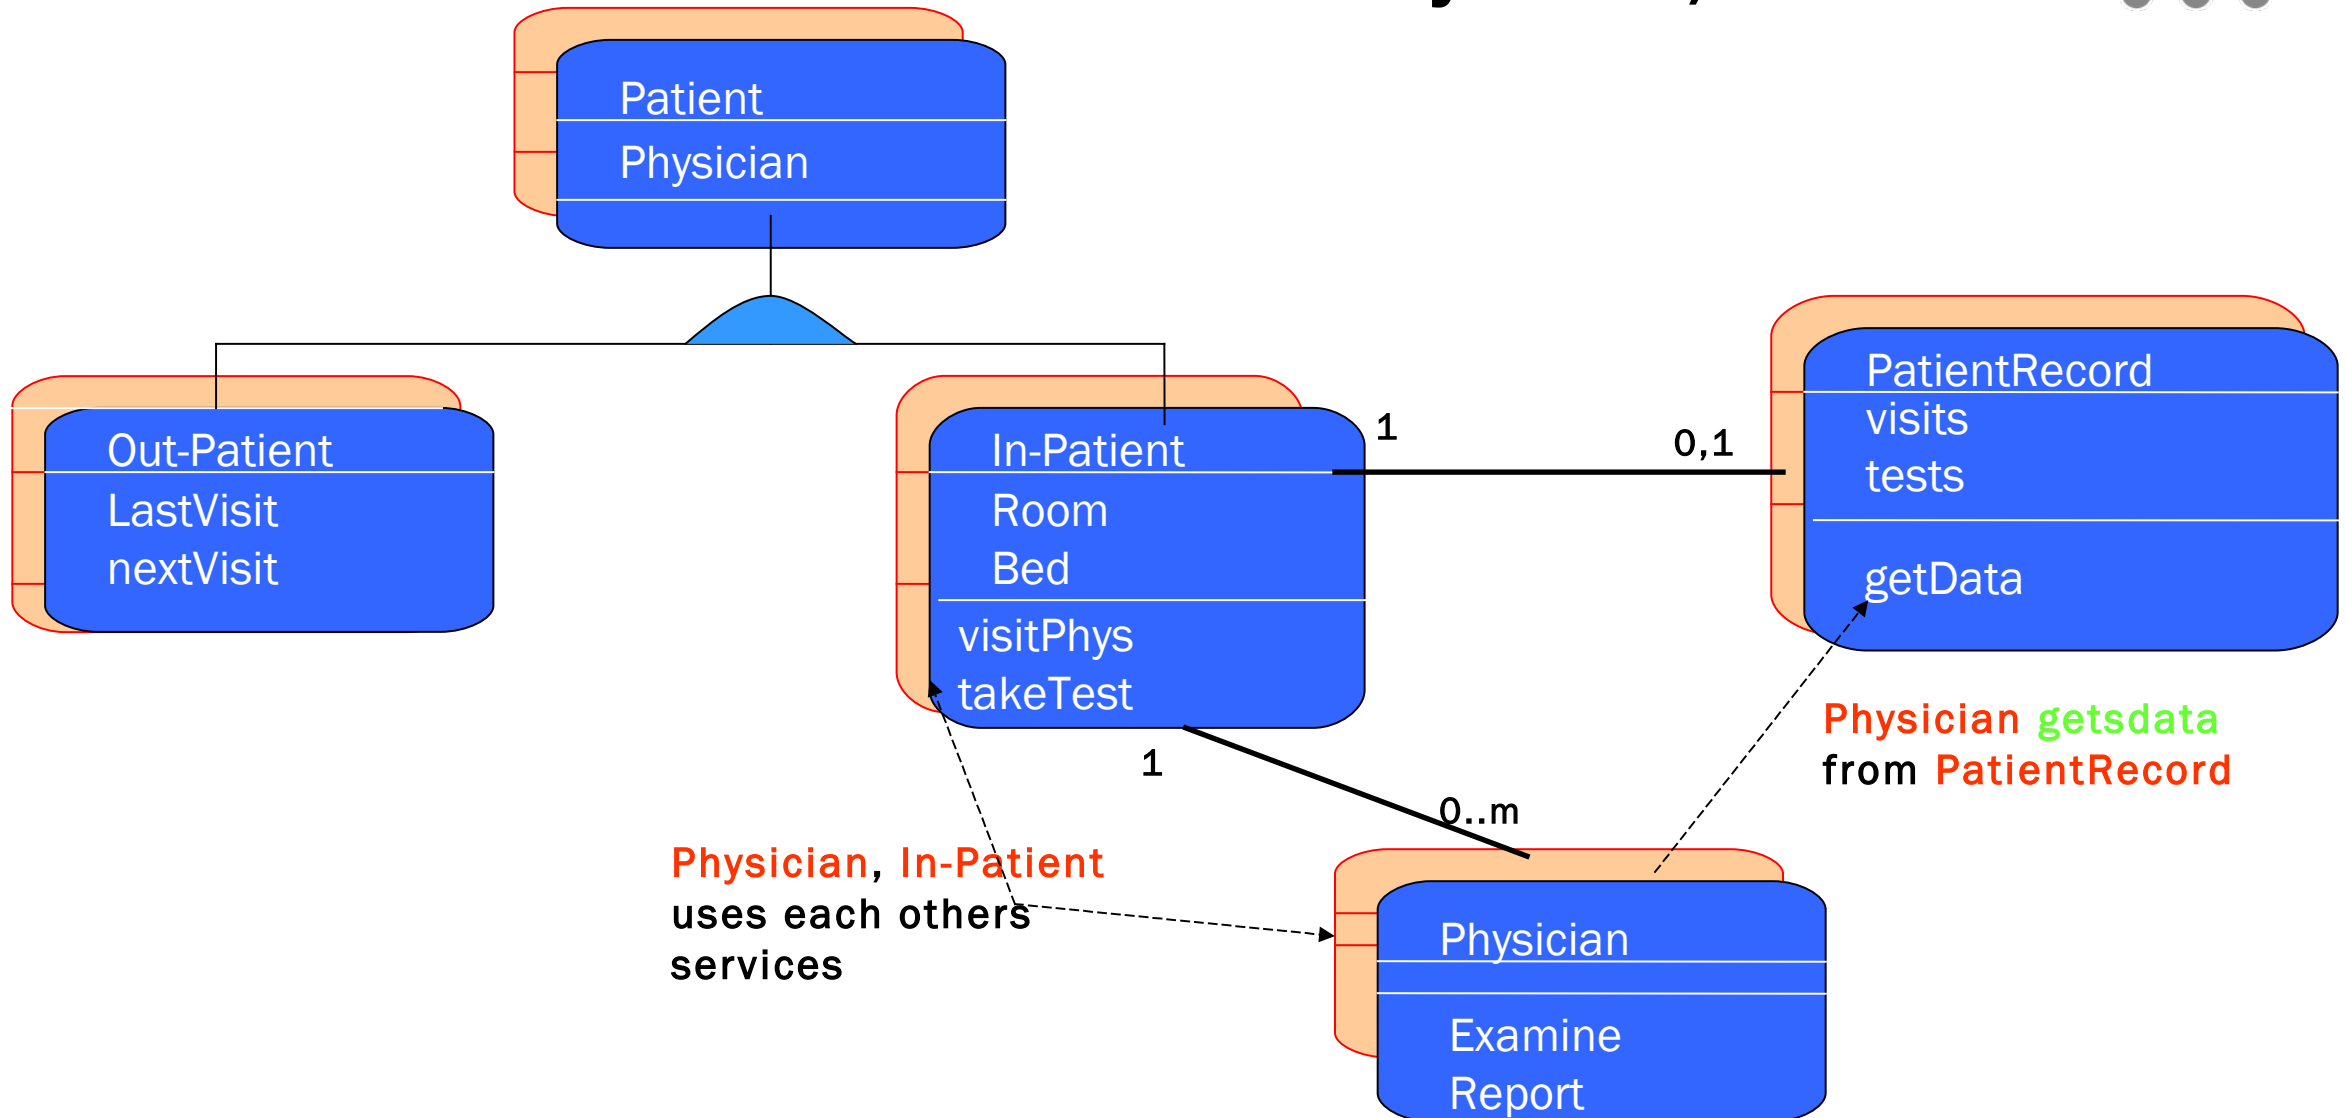 Patient
Physician
Out-Patient
LastVisit
nextVisit
In-Patient
Room
Bed
visitPhys
takeTest
1
0,1
PatientRecord
visits
tests
getData
Physician getsdata
from PatientRecord
1
0..m
Physician, In-Patient
uses each others
services
Physician
Examine
Report